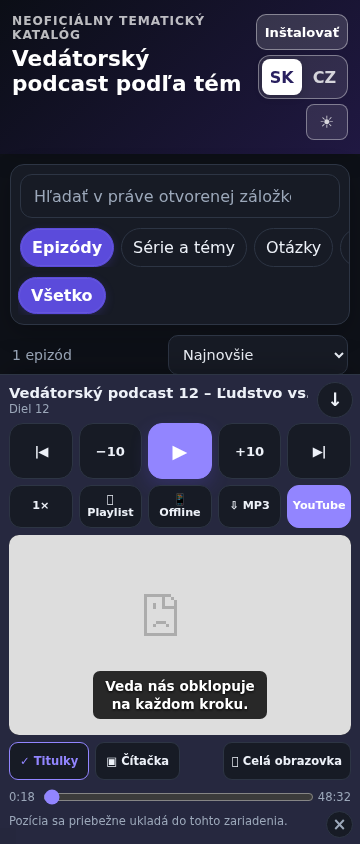 NEOFICIÁLNY TEMATICKÝ
KATALÓG
Vedátorský
podcast podľa tém
Inštalovať
SK CZ
Hľadať v práve otvorenej záložke
Epizódy Série a témy Otázky
Všetko
1 epizód Najnovšie
Vedátorský podcast 12 – Ľudstvo vs.
Diel 12
|◀ −10 ▶ +10 ▶|
1× Playlist Offline ⇩ MP3 YouTube
Veda nás obklopuje
na každom kroku.
✓ Titulky ▣ Čítačka Celá obrazovka
0:18 48:32
Pozícia sa priebežne ukladá do tohto zariadenia.